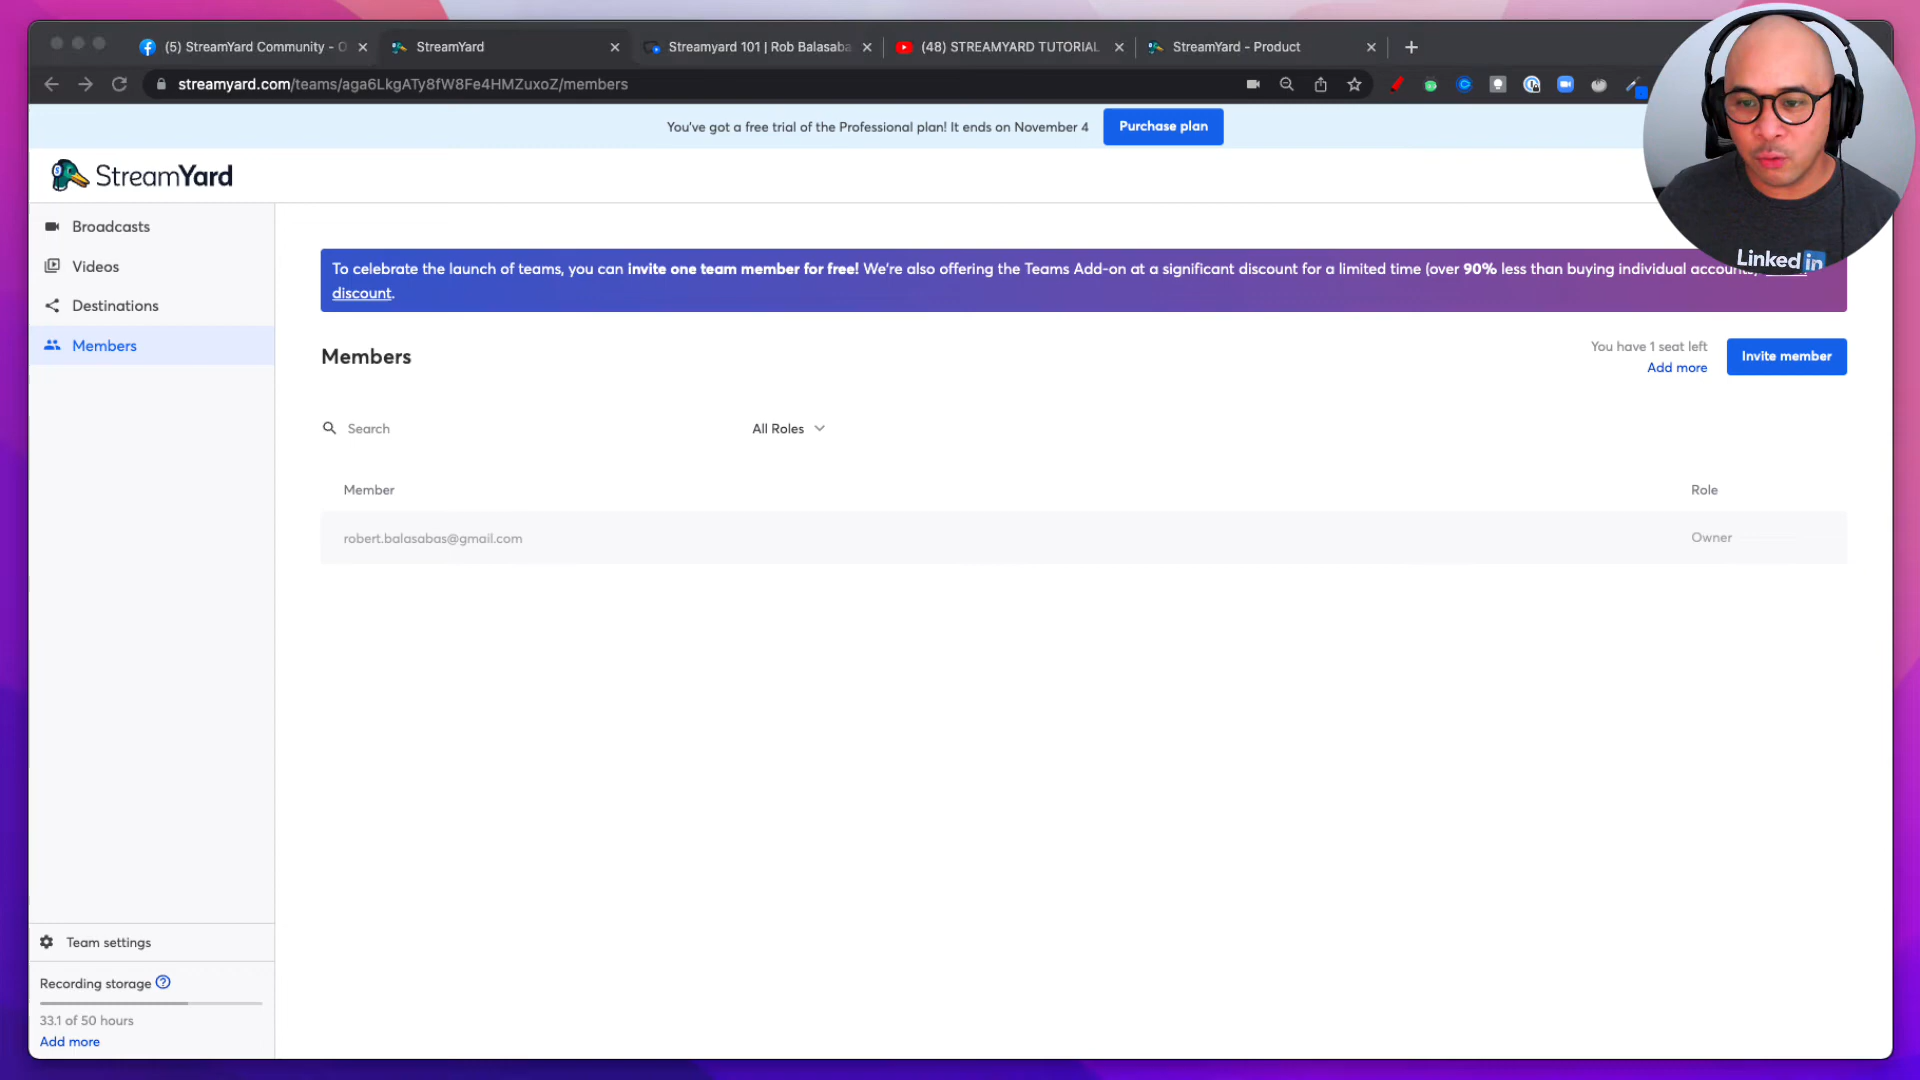 (5) StreamYard Community - O
StreamYard
Streamyard 101 | Rob Balasaba
(48) STREAMYARD TUTORIAL
StreamYard - Product
streamyard.com/teams/aga6LkgATy8fW8Fe4HMZuxoZ/members
You've got a free trial of the Professional plan! It ends on November 4
Purchase plan
StreamYard
Broadcasts
Videos
Destinations
Members
To celebrate the launch of teams, you can invite one team member for free! We're also offering the Teams Add-on at a significant discount for a limited time (over 90% less than buying individual accounts)
discount.
Linked in
Members
You have 1 seat left
Add more
Invite member
Search
All Roles
Member
Role
robert.balasabas@gmail.com
Owner
Team settings
Recording storage
33.1 of 50 hours
Add more